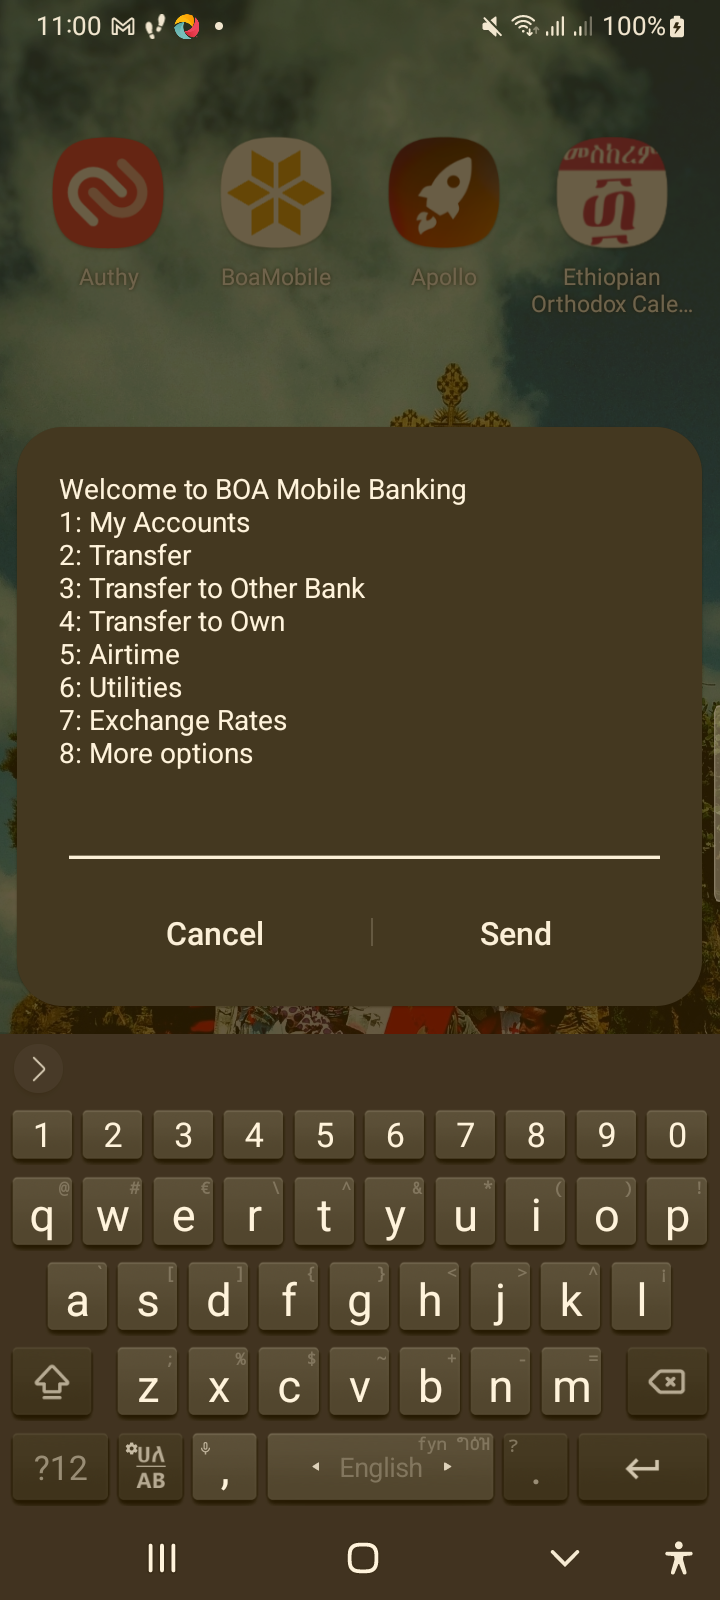 11:00
100%
መስከረም
፴
Authy
BoaMobile
Apollo
Ethiopian
Orthodox Cale...
Welcome to BOA Mobile Banking
1: My Accounts
2: Transfer
3: Transfer to Other Bank
4: Transfer to Own
5: Airtime
6: Utilities
7: Exchange Rates
8: More options
Cancel
Send
1 2 3 4 5 6 7 8 9 0
@ # € \ ^ & * ( ) !
q w e r t y u i o p
` [ ] { } < > ^ ¡
a s d f g h j k l
; % $ ~ + - =
z x c v b n m
fyn ግዕዝ ?
?12 AB , English .